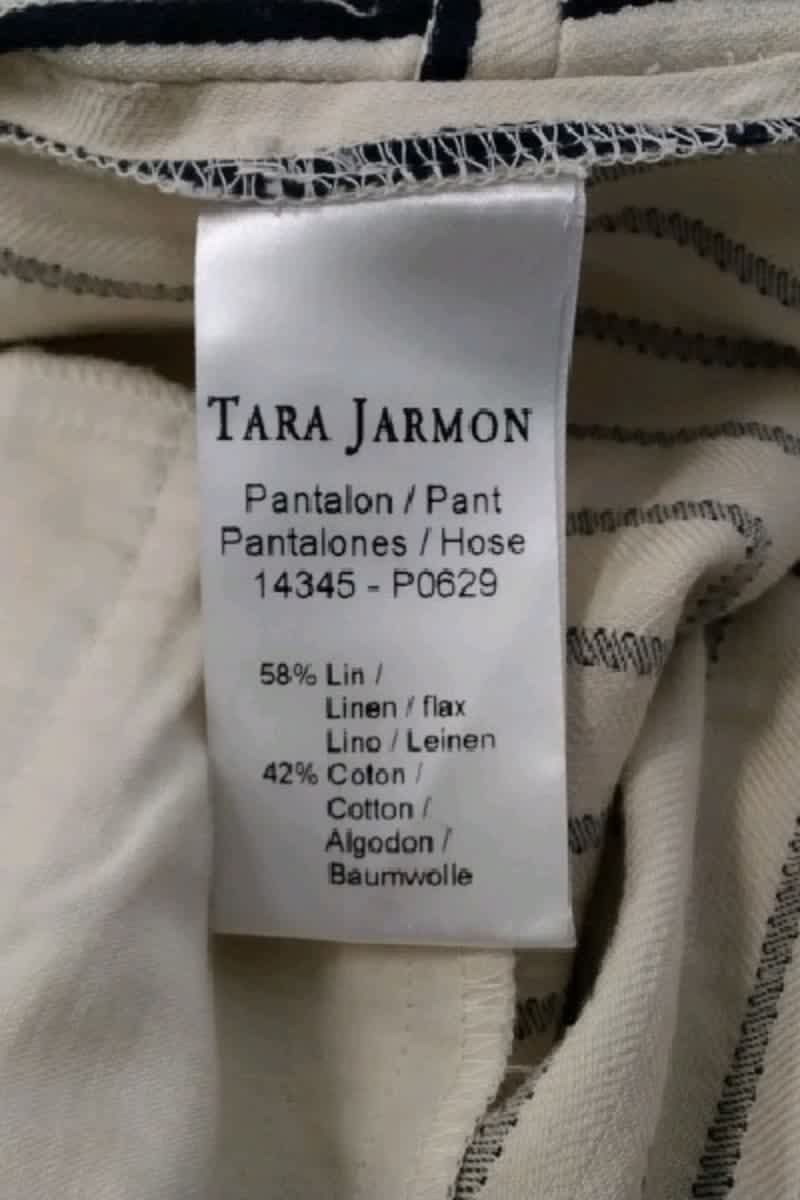 TARA JARMON
Pantalon / Pant
Pantalones / Hose
14345 - P0629
58% Lin /
Linen / flax
Lino / Leinen
42% Coton /
Cotton /
Algodon /
Baumwolle